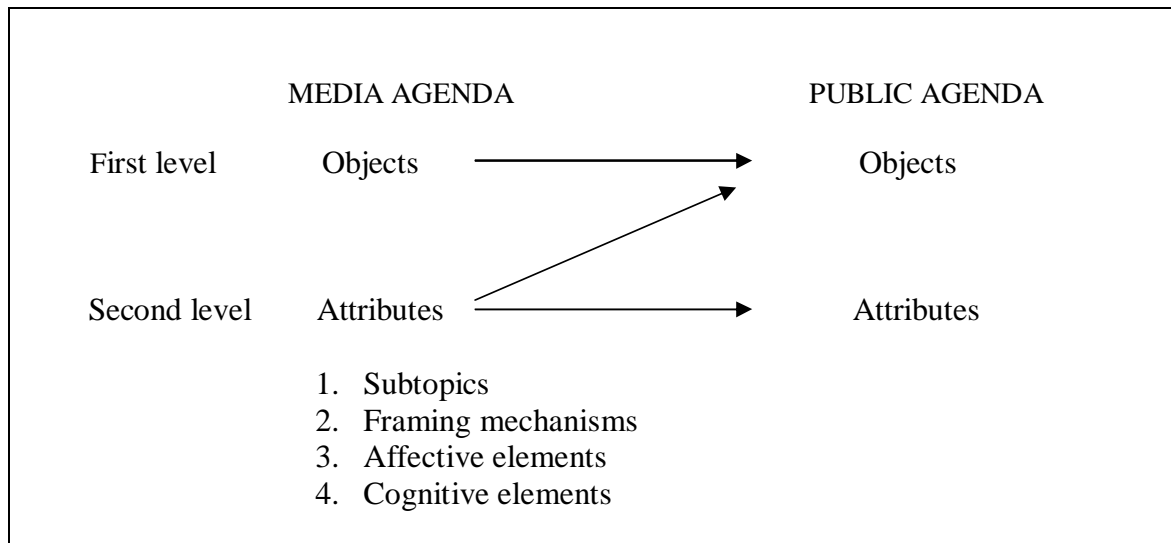 MEDIA AGENDA PUBLIC AGENDA
First level Objects Objects
Second level Attributes Attributes
1. Subtopics
2. Framing mechanisms
3. Affective elements
4. Cognitive elements